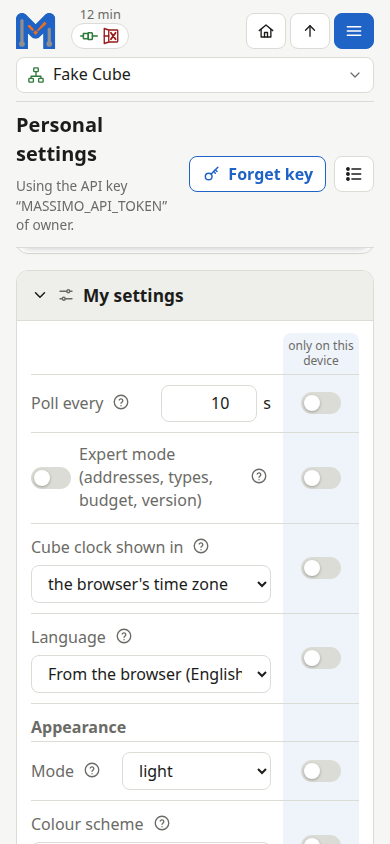 12 min
Fake Cube
Personal
settings
Using the API key
“MASSIMO_API_TOKEN”
of owner.
Forget key
My settings
only on this
device
Poll every
10 s
Expert mode
(addresses, types,
budget, version)
Cube clock shown in
the browser's time zone
Language
From the browser (English
Appearance
Mode
light
Colour scheme